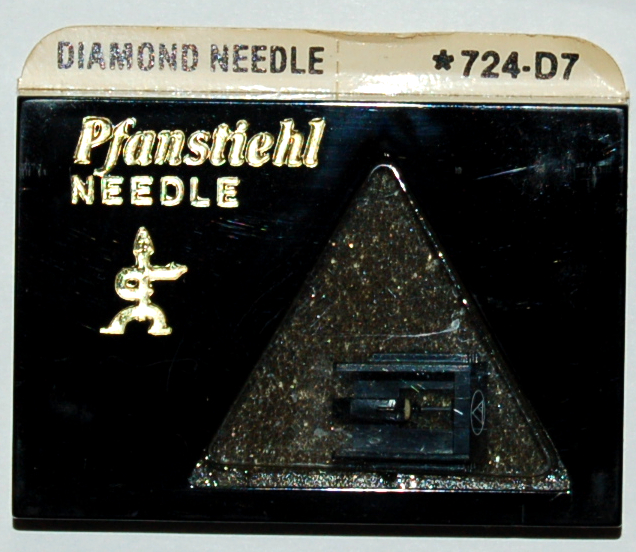 DIAMOND NEEDLE *724-D7
Pfanstiehl
NEEDLE